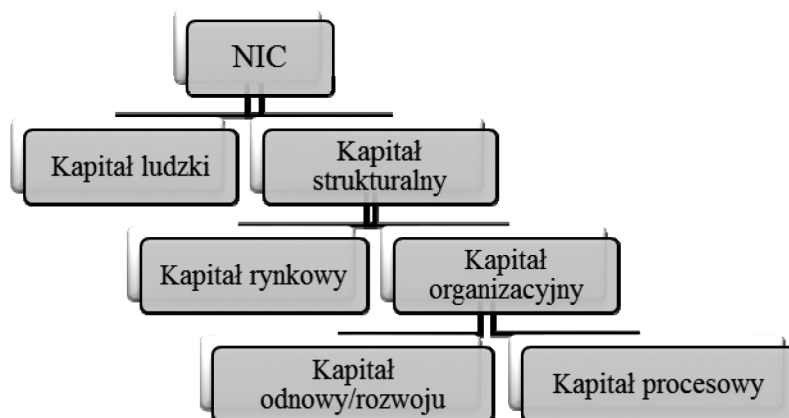 NIC
Kapitał ludzki
Kapitał
strukturalny
Kapitał rynkowy
Kapitał
organizacyjny
Kapitał
odnowy/rozwoju
Kapitał procesowy